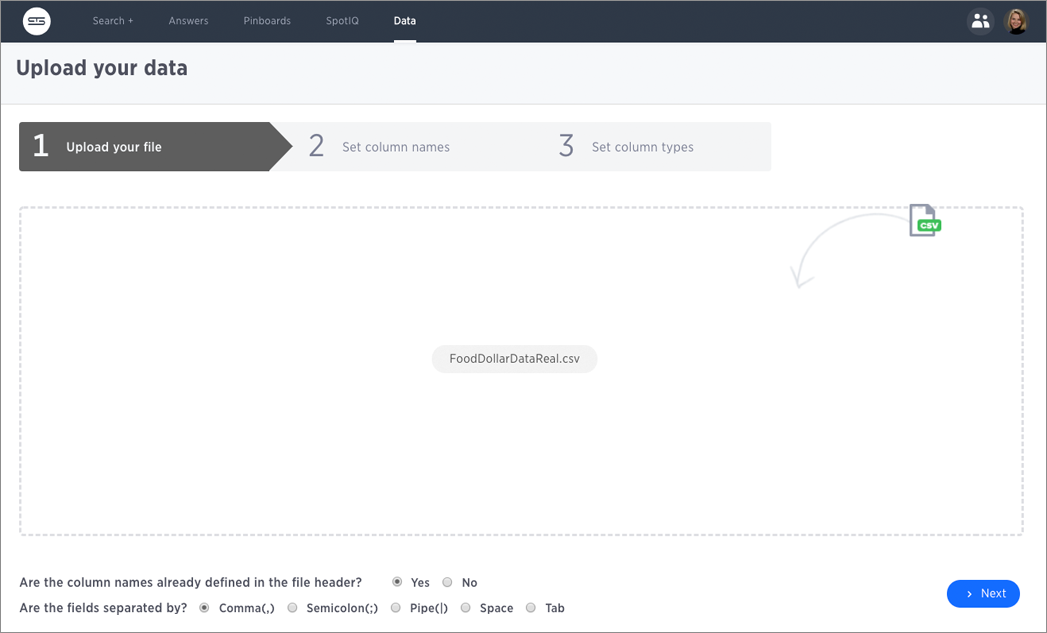 Search + Answers Pinboards SpotIQ Data
Upload your data
1 Upload your file 2 Set column names 3 Set column types
CSV
FoodDollarDataReal.csv
Are the column names already defined in the file header? Yes No
Next
Are the fields separated by? Comma(,) Semicolon(;) Pipe(|) Space Tab